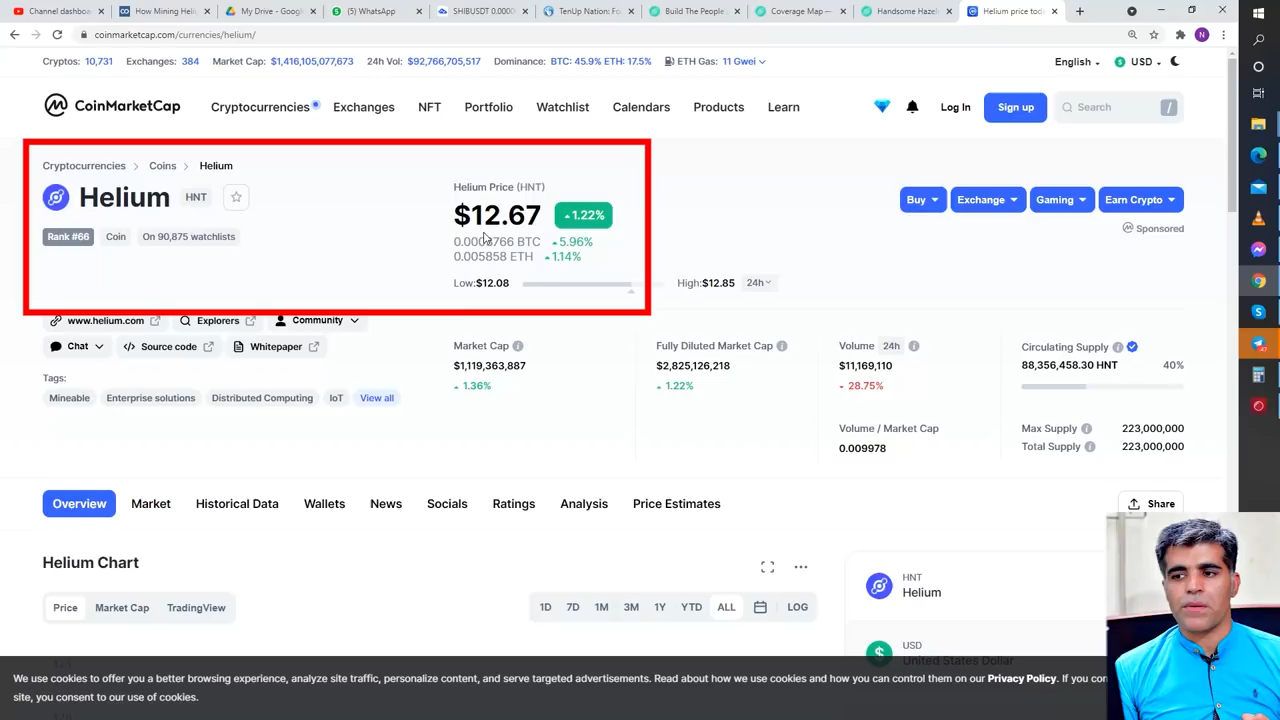 Channel dashboa
How Mining Heli
My Drive - Google
(5) WhatsApp
SHIBUSDT 0.0000
TenUp Nation: Fo
Build The People
Coverage Map —
Handsome Hazel
Helium price tod
coinmarketcap.com/currencies/helium/
Cryptos: 10,731 Exchanges: 384 Market Cap: $1,416,105,077,673 24h Vol: $92,766,705,517 Dominance: BTC: 45.9% ETH: 17.5% ETH Gas: 11 Gwei English USD
CoinMarketCap Cryptocurrencies Exchanges NFT Portfolio Watchlist Calendars Products Learn Log In Sign up Search /
Cryptocurrencies > Coins > Helium
Helium HNT
Rank #66 Coin On 90,875 watchlists
Helium Price (HNT)
$12.67 1.22%
BTC 5.96%
0.005858 ETH 1.14%
Low: $12.08 High: $12.85 24h
Buy Exchange Gaming Earn Crypto
Sponsored
www.helium.com Explorers Community
Chat Source code Whitepaper
Tags:
Mineable Enterprise solutions Distributed Computing IoT View all
Market Cap
$1,119,363,887
1.36%
Fully Diluted Market Cap
$2,825,126,218
1.22%
Volume 24h
$11,169,110
28.75%
Volume / Market Cap
0.009978
Circulating Supply
88,356,458.30 HNT 40%
Max Supply 223,000,000
Total Supply 223,000,000
Overview Market Historical Data Wallets News Socials Ratings Analysis Price Estimates Share
Helium Chart
Price Market Cap TradingView
1D 7D 1M 3M 1Y YTD ALL LOG
HNT
Helium
USD
United States Dollar
We use cookies to offer you a better browsing experience, analyze site traffic, personalize content, and serve targeted advertisements. Read about how we use cookies and how you can control them on our Privacy Policy. If you con
site, you consent to our use of cookies.